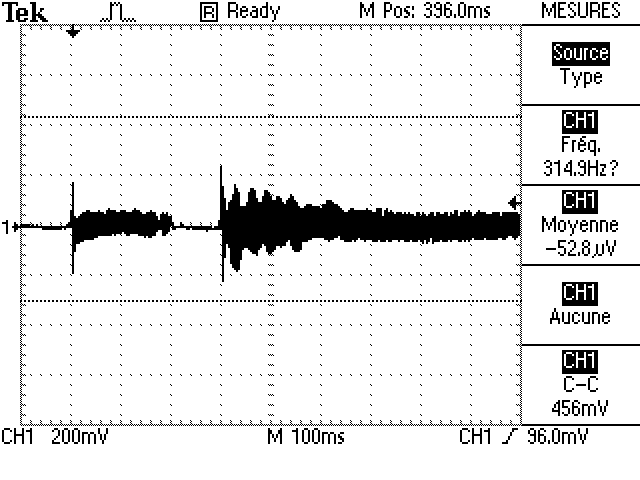 Tek R Ready M Pos: 396.0ms MESURES
Source
Type
CH1
Fréq.
314.9Hz?
CH1
Moyenne
-52.8µV
CH1
Aucune
CH1
C-C
456mV
1
CH1 200mV M 100ms CH1 96.0mV